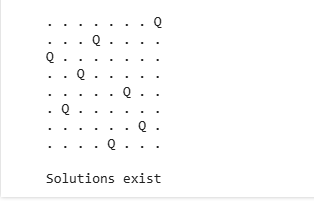 . . . . . . . Q
. . . Q . . . .
Q . . . . . . .
. . Q . . . . .
. . . . . Q . .
. Q . . . . . .
. . . . . . Q .
. . . . Q . . .
Solutions exist